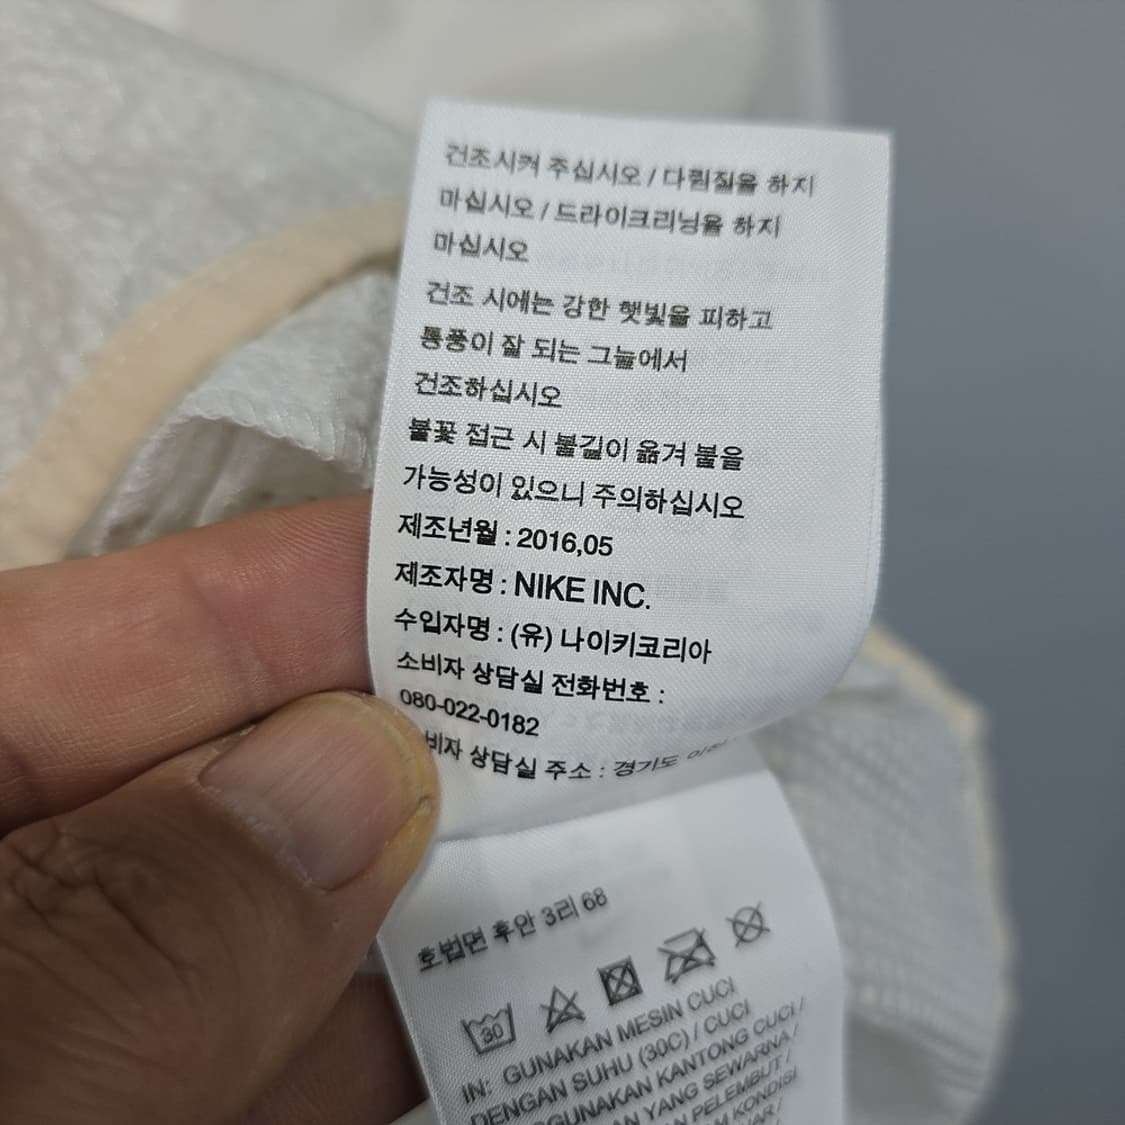 건조시켜 주십시오 / 다림질을 하지
마십시오 / 드라이크리닝을 하지
마십시오
건조 시에는 강한 햇빛을 피하고
통풍이 잘 되는 그늘에서
건조하십시오
불꽃 접근 시 불길이 옮겨 붙을
가능성이 있으니 주의하십시오
제조년월 : 2016,05
제조자명 : NIKE INC.
수입자명 : (유) 나이키코리아
소비자 상담실 전화번호 :
080-022-0182
상담실 주소 : 경기도
호법면 후안 3리 68
30
IN: GUNAKAN MESIN CUCI
DENGAN SUHU (30C) / CUCI
KANTONG CUCI /
YANG SEWARNA /
PELEMBUT /
KONDISI